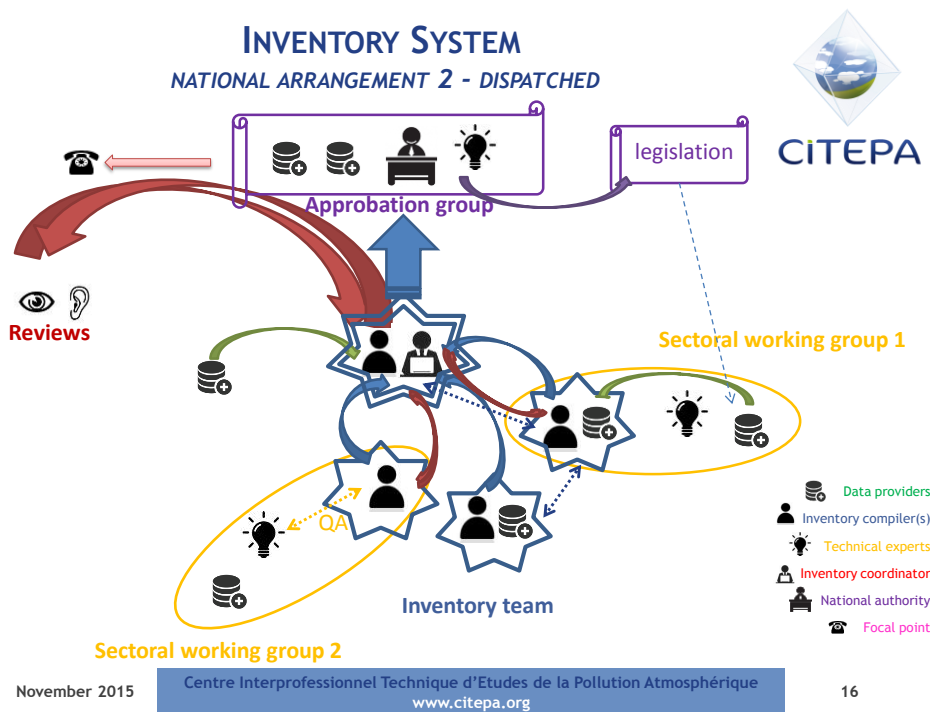 INVENTORY SYSTEM
NATIONAL ARRANGEMENT 2 - DISPATCHED
CiTEPA
legislation
Approbation group
Reviews
Sectoral working group 1
QA
Data providers
Inventory compiler(s)
Technical experts
Inventory coordinator
National authority
Focal point
Inventory team
Sectoral working group 2
November 2015
Centre Interprofessionnel Technique d'Etudes de la Pollution Atmosphérique
www.citepa.org
16